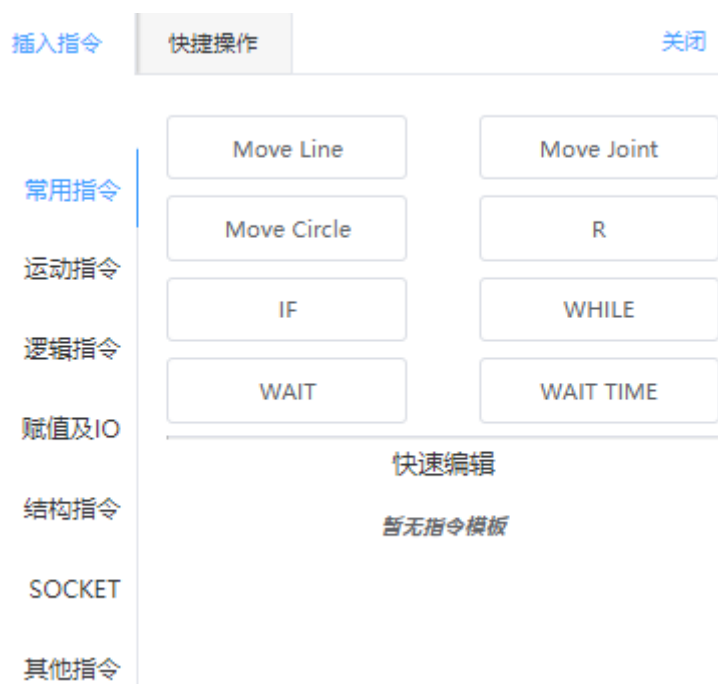 插入指令
快捷操作
关闭
常用指令
运动指令
逻辑指令
赋值及IO
结构指令
SOCKET
其他指令
Move Line
Move Joint
Move Circle
R
IF
WHILE
WAIT
WAIT TIME
快速编辑
暂无指令模板